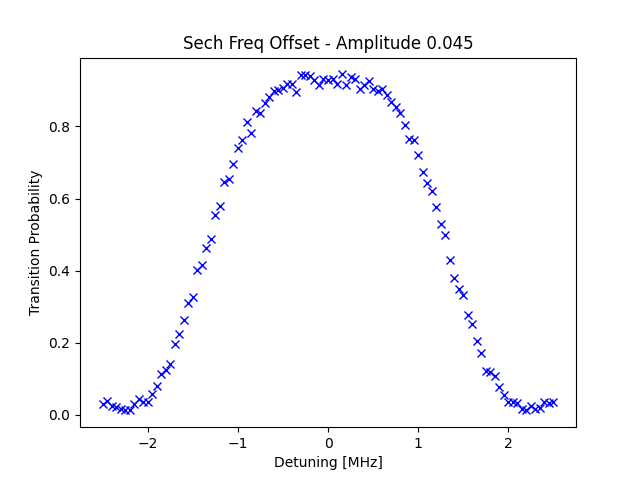 Sech Freq Offset - Amplitude 0.045
Transition Probability
0.8
0.6
0.4
0.2
0.0
−2 −1 0 1 2
Detuning [MHz]